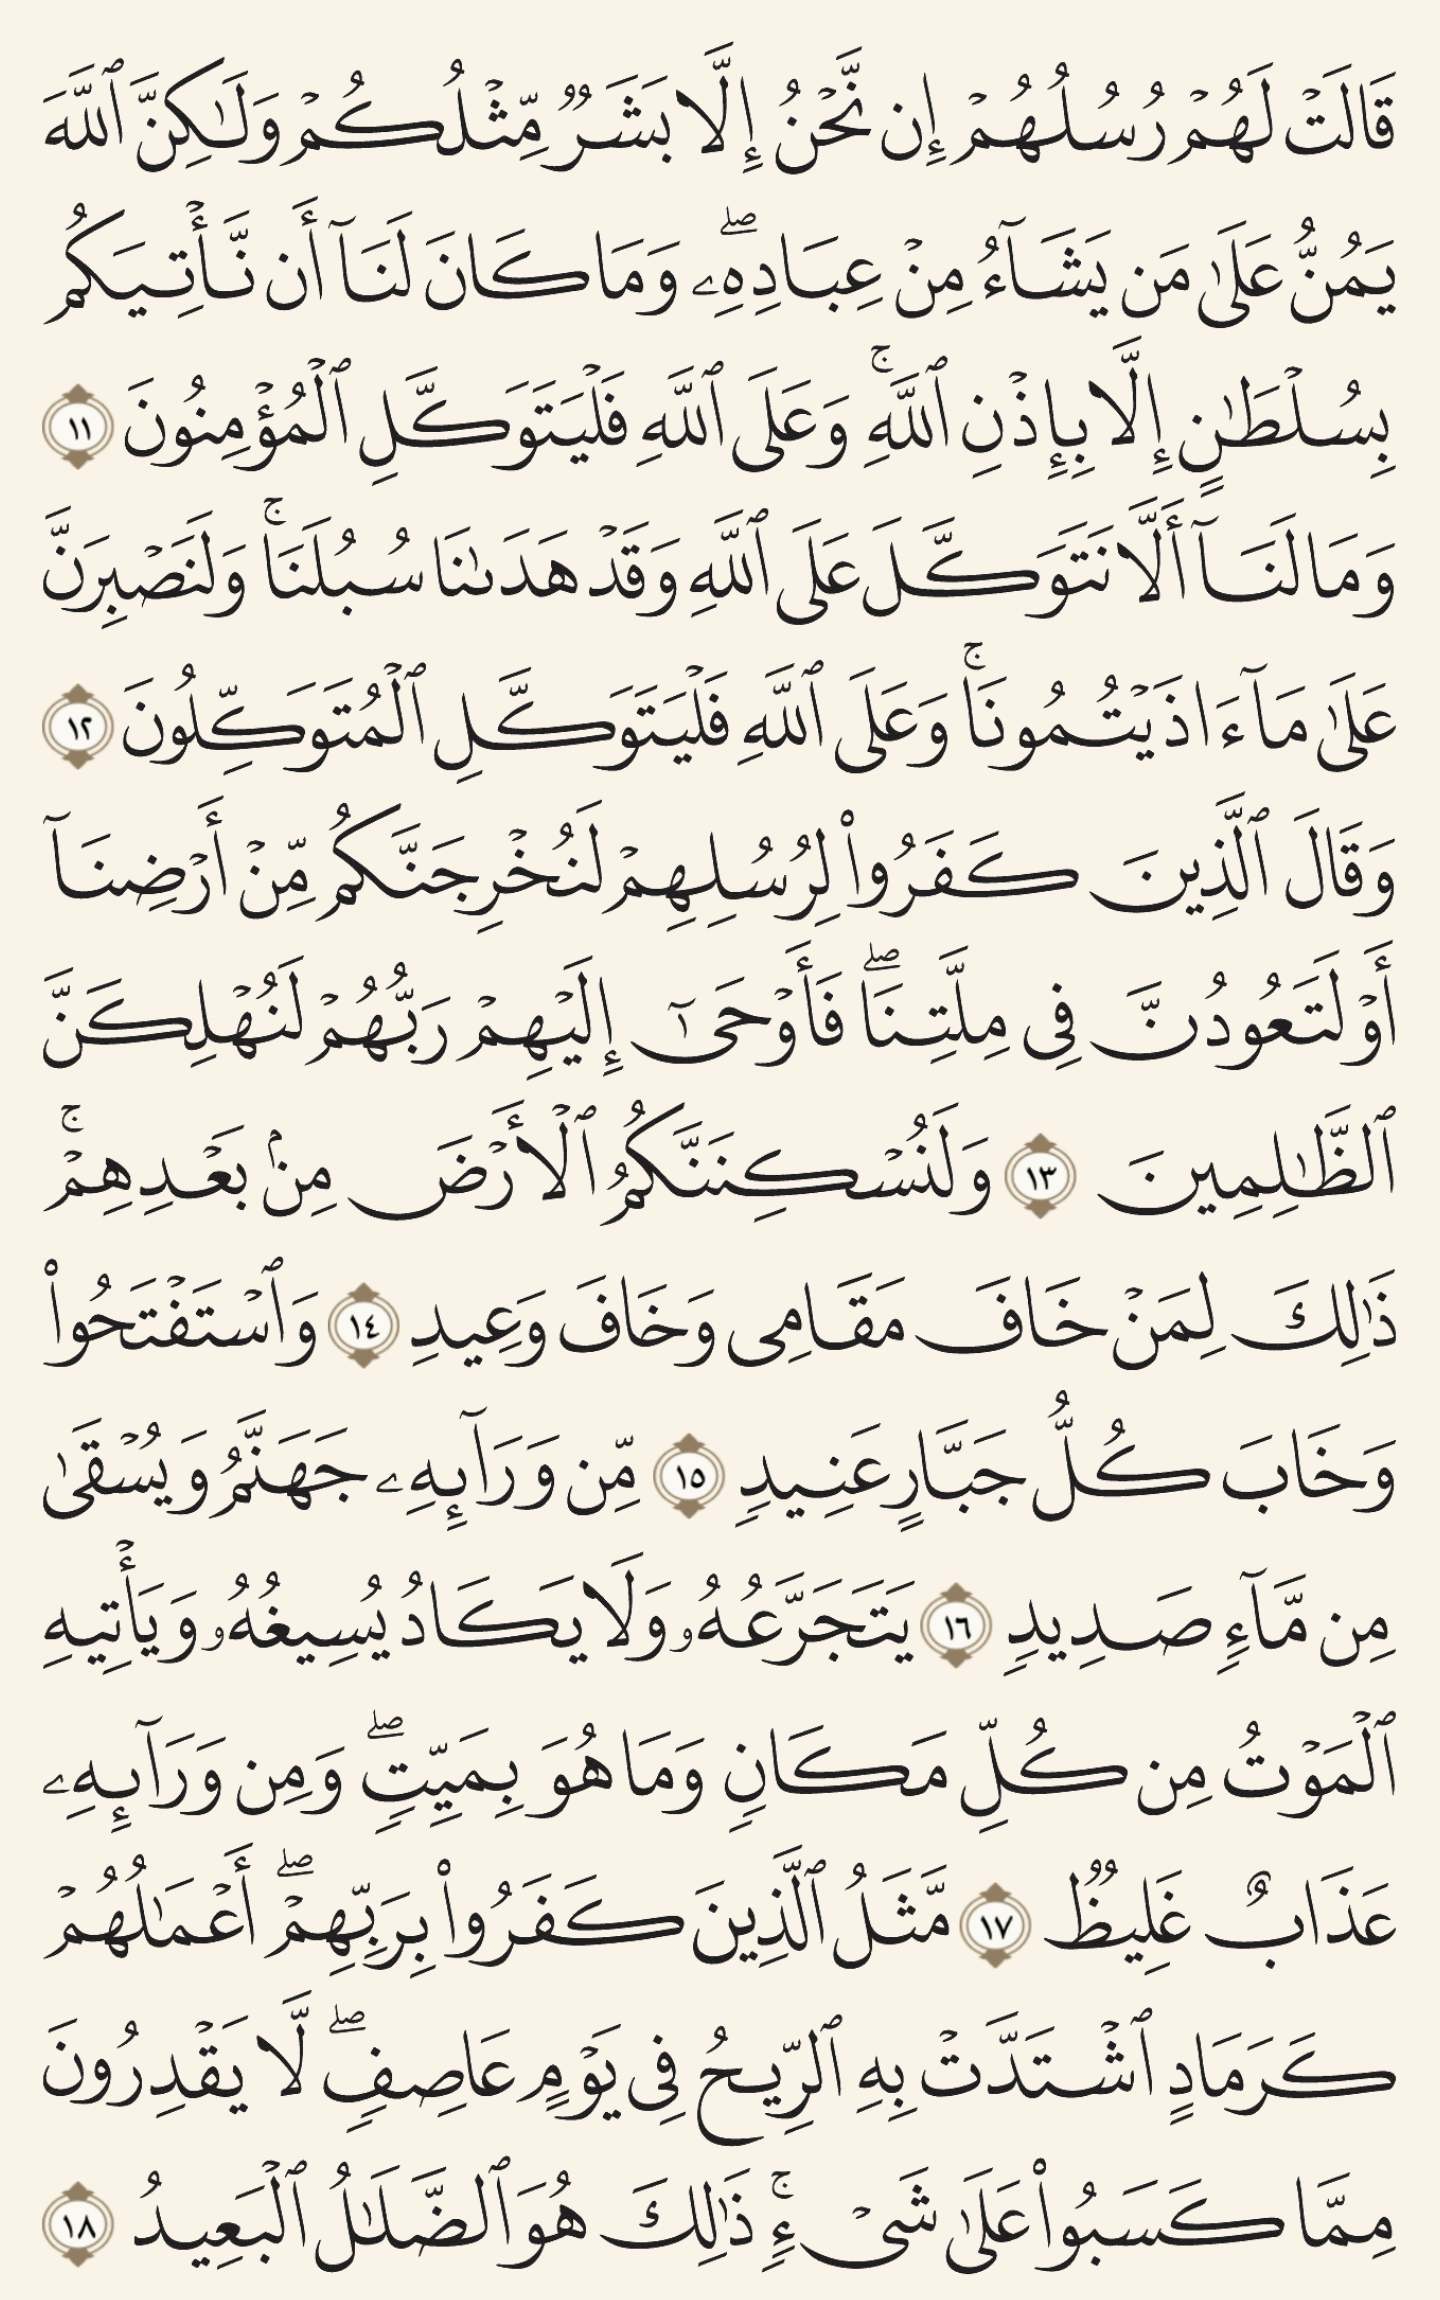 قَالَتْ لَهُمْ رُسُلُهُمْ إِن نَّحْنُ إِلَّا بَشَرٌ مِّثْلُكُمْ وَلَٰكِنَّ ٱللَّهَ
يَمُنُّ عَلَىٰ مَن يَشَآءُ مِنْ عِبَادِهِۦ ۖ وَمَا كَانَ لَنَآ أَن نَّأْتِيَكُم
بِسُلْطَٰنٍ إِلَّا بِإِذْنِ ٱللَّهِ ۚ وَعَلَى ٱللَّهِ فَلْيَتَوَكَّلِ ٱلْمُؤْمِنُونَ ١١
وَمَا لَنَآ أَلَّا نَتَوَكَّلَ عَلَى ٱللَّهِ وَقَدْ هَدَىٰنَا سُبُلَنَا ۚ وَلَنَصْبِرَنَّ
عَلَىٰ مَآ ءَاذَيْتُمُونَا ۚ وَعَلَى ٱللَّهِ فَلْيَتَوَكَّلِ ٱلْمُتَوَكِّلُونَ ١٢
وَقَالَ ٱلَّذِينَ كَفَرُوا۟ لِرُسُلِهِمْ لَنُخْرِجَنَّكُم مِّنْ أَرْضِنَآ
أَوْ لَتَعُودُنَّ فِى مِلَّتِنَا ۖ فَأَوْحَىٰٓ إِلَيْهِمْ رَبُّهُمْ لَنُهْلِكَنَّ
ٱلظَّٰلِمِينَ ١٣ وَلَنُسْكِنَنَّكُمُ ٱلْأَرْضَ مِنۢ بَعْدِهِمْ ۚ
ذَٰلِكَ لِمَنْ خَافَ مَقَامِى وَخَافَ وَعِيدِ ١٤ وَٱسْتَفْتَحُوا۟
وَخَابَ كُلُّ جَبَّارٍ عَنِيدٍ ١٥ مِّن وَرَآئِهِۦ جَهَنَّمُ وَيُسْقَىٰ
مِن مَّآءٍ صَدِيدٍ ١٦ يَتَجَرَّعُهُۥ وَلَا يَكَادُ يُسِيغُهُۥ وَيَأْتِيهِ
ٱلْمَوْتُ مِن كُلِّ مَكَانٍ وَمَا هُوَ بِمَيِّتٍ ۖ وَمِن وَرَآئِهِۦ
عَذَابٌ غَلِيظٌ ١٧ مَّثَلُ ٱلَّذِينَ كَفَرُوا۟ بِرَبِّهِمْ ۖ أَعْمَٰلُهُمْ
كَرَمَادٍ ٱشْتَدَّتْ بِهِ ٱلرِّيحُ فِى يَوْمٍ عَاصِفٍ ۖ لَّا يَقْدِرُونَ
مِمَّا كَسَبُوا۟ عَلَىٰ شَىْءٍ ۚ ذَٰلِكَ هُوَ ٱلضَّلَٰلُ ٱلْبَعِيدُ ١٨